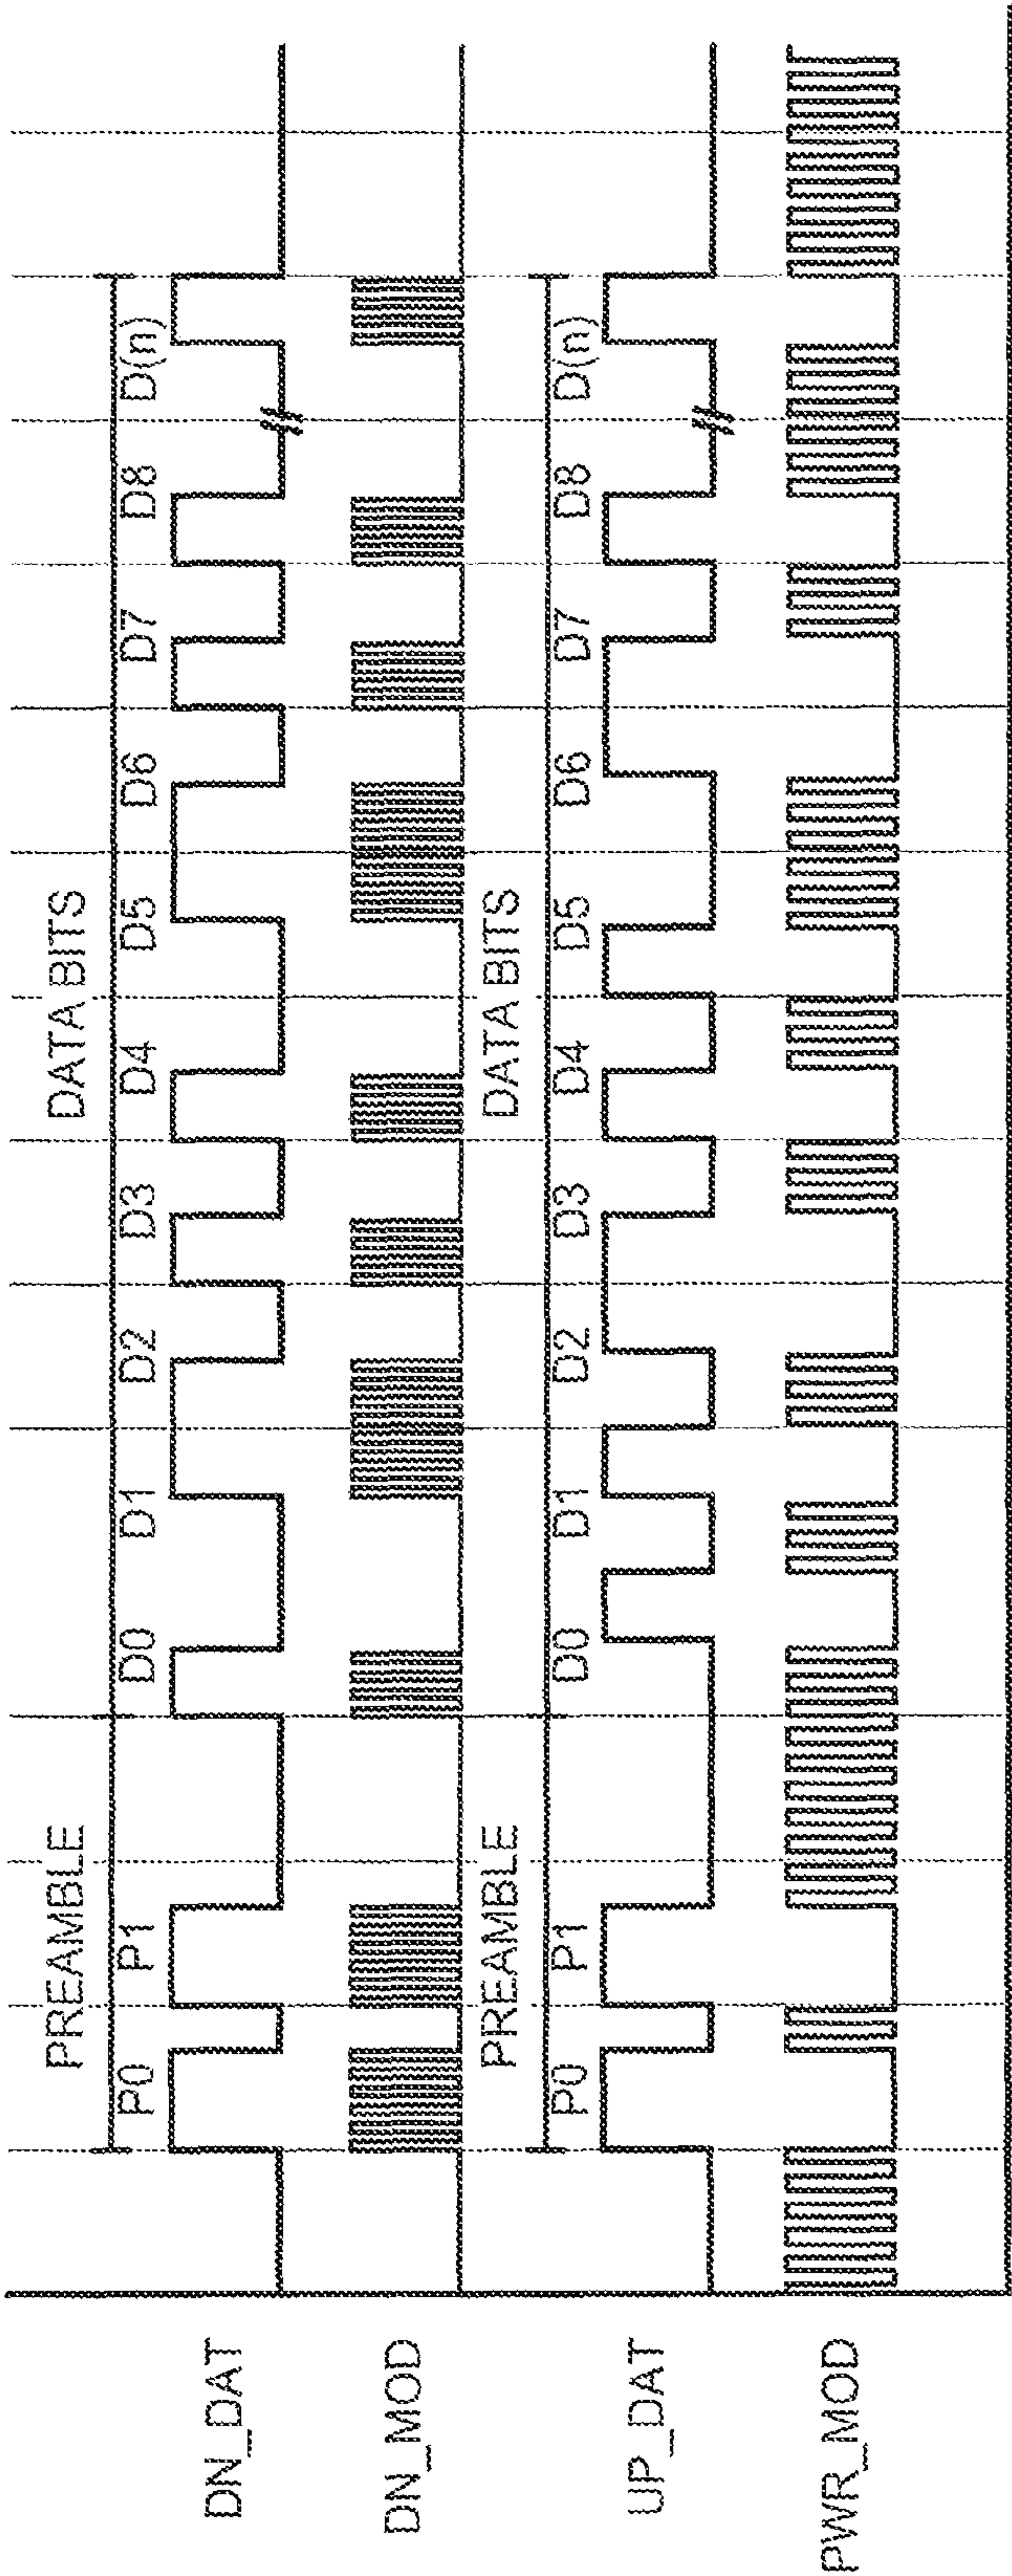 PREAMBLE DATA BITS
P0 P1 D0 D1 D2 D3 D4 D5 D6 D7 D8 D(n)
DN_DAT
DN_MOD
PREAMBLE DATA BITS
P0 P1 D0 D1 D2 D3 D4 D5 D6 D7 D8 D(n)
UP_DAT
PWR_MOD